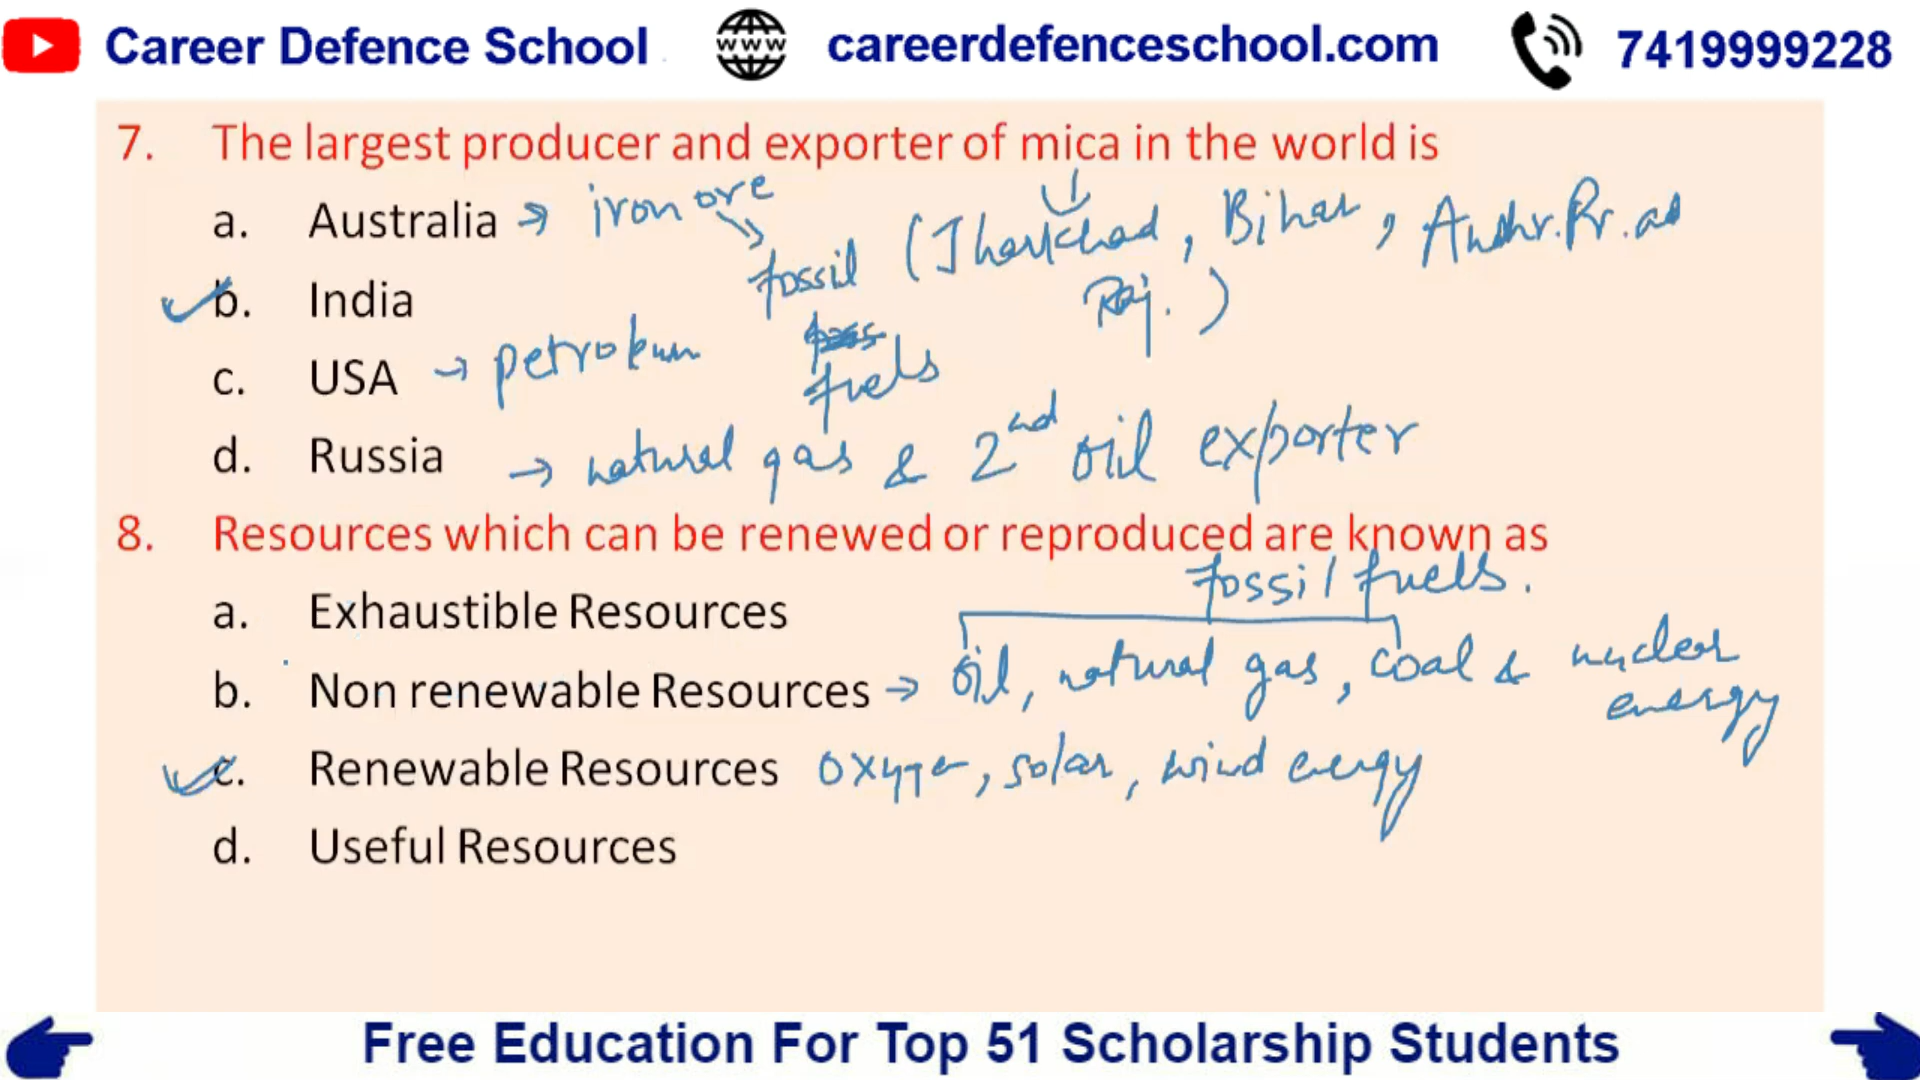 Career Defence School www careerdefenceschool.com 7419999228
7. The largest producer and exporter of mica in the world is
a. Australia → iron ore
(Jharkhad, Bihar,
b. India fossil Raj.)
fuels
c. USA → petroleum
d. Russia → natural gas & 2nd oil exporter
8. Resources which can be renewed or reproduced are known as
fossil fuels.
a. Exhaustible Resources
b. Non renewable Resources → oil, natural gas, coal & nuclear
energy
c. Renewable Resources oxygen, solar, wind energy
d. Useful Resources
Free Education For Top 51 Scholarship Students